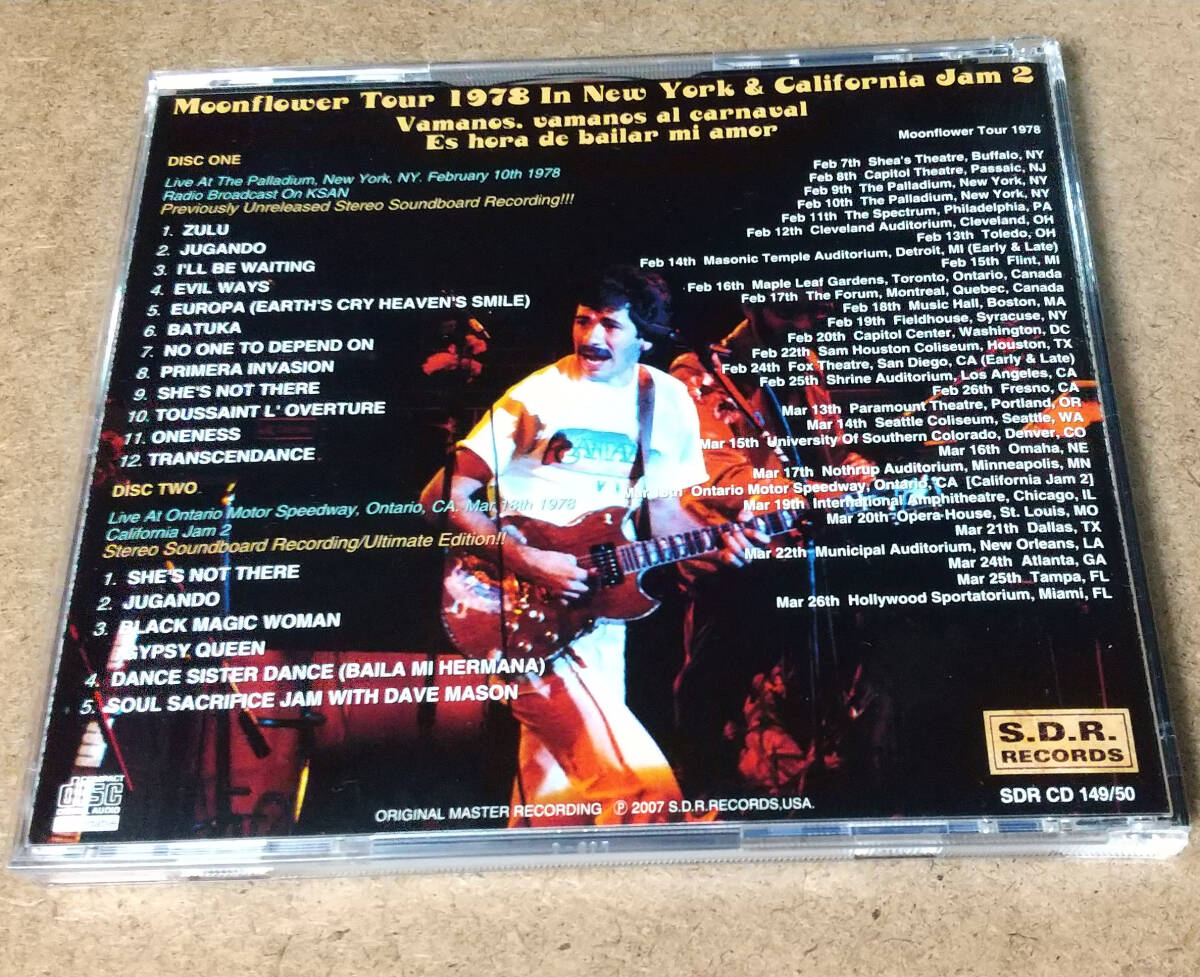 Moonflower Tour 1978 In New York & California Jam 2
Vamanos. vamanos al carnaval
Es hora de bailar mi amor
DISC ONE
Live At The Palladium, New York, NY. February 10th 1978
Radio Broadcast On KSAN
Previously Unreleased Stereo Soundboard Recording!!!
1. ZULU
2. JUGANDO
3. I'LL BE WAITING
4. EVIL WAYS
5. EUROPA (EARTH'S CRY HEAVEN'S SMILE)
6. BATUKA
7. NO ONE TO DEPEND ON
8. PRIMERA INVASION
9. SHE'S NOT THERE
10. TOUSSAINT L' OVERTURE
11. ONENESS
12. TRANSCENDANCE
DISC TWO
Live At Ontario Motor Speedway, Ontario, CA. Mar 18th 1978
California Jam 2
Stereo Soundboard Recording/Ultimate Edition!!
1. SHE'S NOT THERE
2. JUGANDO
3. BLACK MAGIC WOMAN
GYPSY QUEEN
4. DANCE SISTER DANCE (BAILA MI HERMANA)
5. SOUL SACRIFICE JAM WITH DAVE MASON
Moonflower Tour 1978
Feb 7th Shea's Theatre, Buffalo, NY
Feb 8th Capitol Theatre, Passaic, NJ
Feb 9th The Palladium, New York, NY
Feb 10th The Palladium, New York, NY
Feb 11th The Spectrum, Philadelphia, PA
Feb 12th Cleveland Auditorium, Cleveland, OH
Feb 13th Toledo, OH
Feb 14th Masonic Temple Auditorium, Detroit, MI (Early & Late)
Feb 15th Flint, MI
Feb 16th Maple Leaf Gardens, Toronto, Ontario, Canada
Feb 17th The Forum, Montreal, Quebec, Canada
Feb 18th Music Hall, Boston, MA
Feb 19th Fieldhouse, Syracuse, NY
Feb 20th Capitol Center, Washington, DC
Feb 22th Sam Houston Coliseum, Houston, TX
Feb 24th Fox Theatre, San Diego, CA (Early & Late)
Feb 25th Shrine Auditorium, Los Angeles, CA
Feb 26th Fresno, CA
Mar 13th Paramount Theatre, Portland, OR
Mar 14th Seattle Coliseum, Seattle, WA
Mar 15th University Of Southern Colorado, Denver, CO
Mar 16th Omaha, NE
Mar 17th Nothrup Auditorium, Minneapolis, MN
Mar 18th Ontario Motor Speedway, Ontario, CA [California Jam 2]
Mar 19th International Amphitheatre, Chicago, IL
Mar 20th Opera House, St. Louis, MO
Mar 21th Dallas, TX
Mar 22th Municipal Auditorium, New Orleans, LA
Mar 24th Atlanta, GA
Mar 25th Tampa, FL
Mar 26th Hollywood Sportatorium, Miami, FL
S.D.R.
RECORDS
SDR CD 149/50
COMPACT
disc
AUDIO
ORIGINAL MASTER RECORDING ℗ 2007 S.D.R.RECORDS,USA.